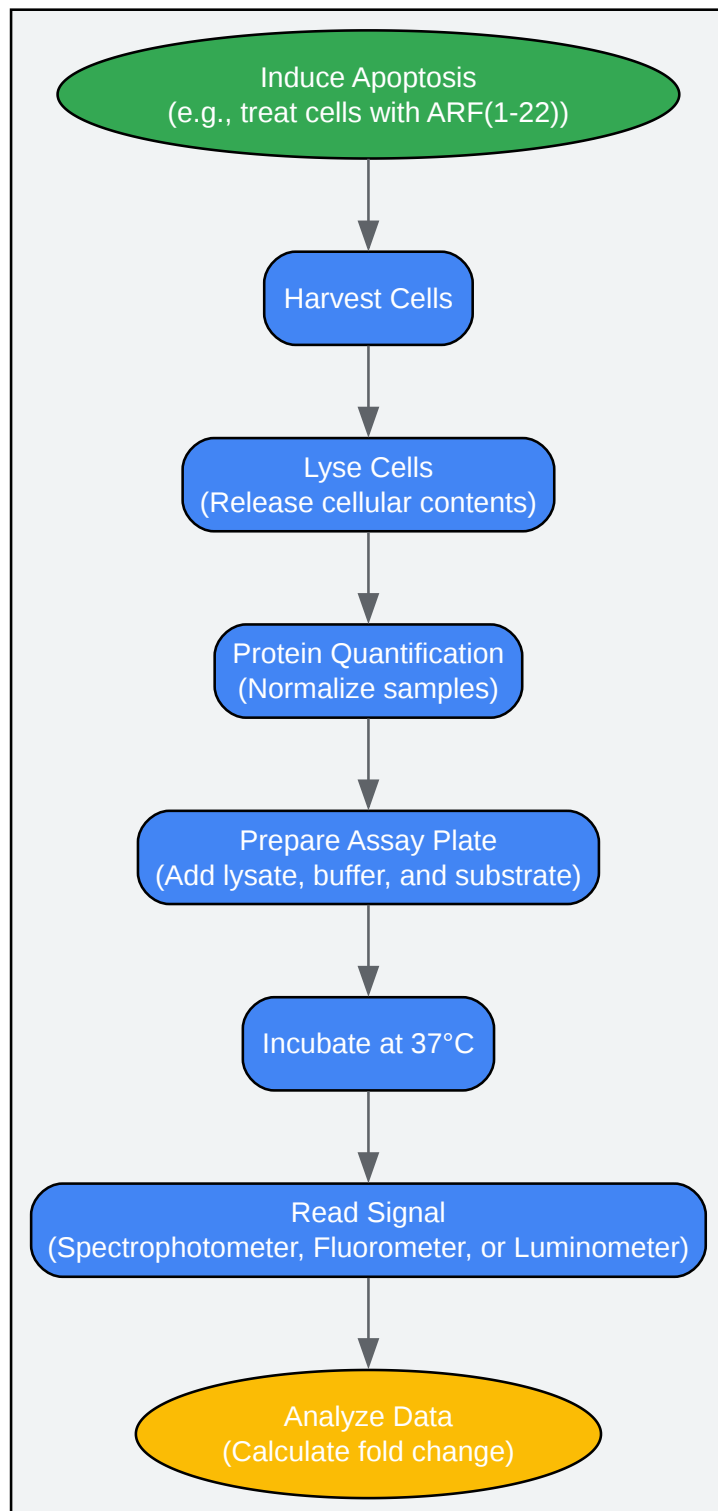 Induce Apoptosis
(e.g., treat cells with ARF(1-22))
Harvest Cells
Lyse Cells
(Release cellular contents)
Protein Quantification
(Normalize samples)
Prepare Assay Plate
(Add lysate, buffer, and substrate)
Incubate at 37°C
Read Signal
(Spectrophotometer, Fluorometer, or Luminometer)
Analyze Data
(Calculate fold change)